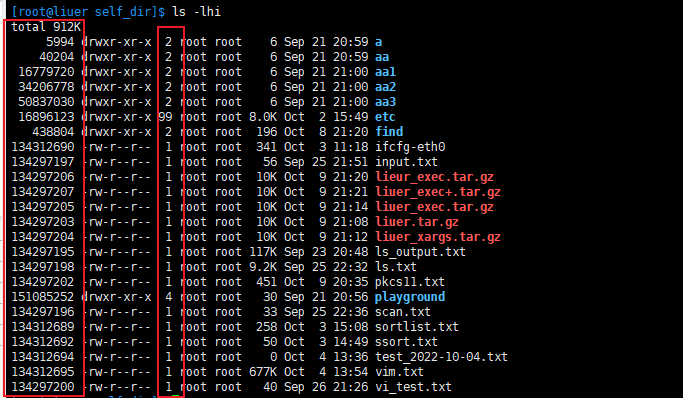 [root@liuer self_dir]$ ls -lhi
total 912K
5994 drwxr-xr-x 2 root root 6 Sep 21 20:59 a
40204 drwxr-xr-x 2 root root 6 Sep 21 20:59 aa
16779720 drwxr-xr-x 2 root root 6 Sep 21 21:00 aa1
34206778 drwxr-xr-x 2 root root 6 Sep 21 21:00 aa2
50837030 drwxr-xr-x 2 root root 6 Sep 21 21:00 aa3
16896123 drwxr-xr-x 99 root root 8.0K Oct 2 15:49 etc
438804 drwxr-xr-x 2 root root 196 Oct 8 21:20 find
134312690 -rw-r--r-- 1 root root 341 Oct 3 11:18 ifcfg-eth0
134297197 -rw-r--r-- 1 root root 56 Sep 25 21:51 input.txt
134297206 -rw-r--r-- 1 root root 10K Oct 9 21:20 lieur_exec.tar.gz
134297207 -rw-r--r-- 1 root root 10K Oct 9 21:21 liuer_exec+.tar.gz
134297205 -rw-r--r-- 1 root root 10K Oct 9 21:14 liuer_exec.tar.gz
134297203 -rw-r--r-- 1 root root 10K Oct 9 21:08 liuer.tar.gz
134297204 -rw-r--r-- 1 root root 10K Oct 9 21:12 liuer_xargs.tar.gz
134297195 -rw-r--r-- 1 root root 117K Sep 23 20:48 ls_output.txt
134297198 -rw-r--r-- 1 root root 9.2K Sep 25 22:32 ls.txt
134297202 -rw-r--r-- 1 root root 451 Oct 9 20:35 pkcs11.txt
151085252 drwxr-xr-x 4 root root 30 Sep 21 20:56 playground
134297196 -rw-r--r-- 1 root root 33 Sep 25 22:36 scan.txt
134312689 -rw-r--r-- 1 root root 258 Oct 3 15:08 sortlist.txt
134312692 -rw-r--r-- 1 root root 50 Oct 3 14:49 ssort.txt
134312694 -rw-r--r-- 1 root root 0 Oct 4 13:36 test_2022-10-04.txt
134312695 -rw-r--r-- 1 root root 677K Oct 4 13:54 vim.txt
134297200 -rw-r--r-- 1 root root 40 Sep 26 21:26 vi_test.txt